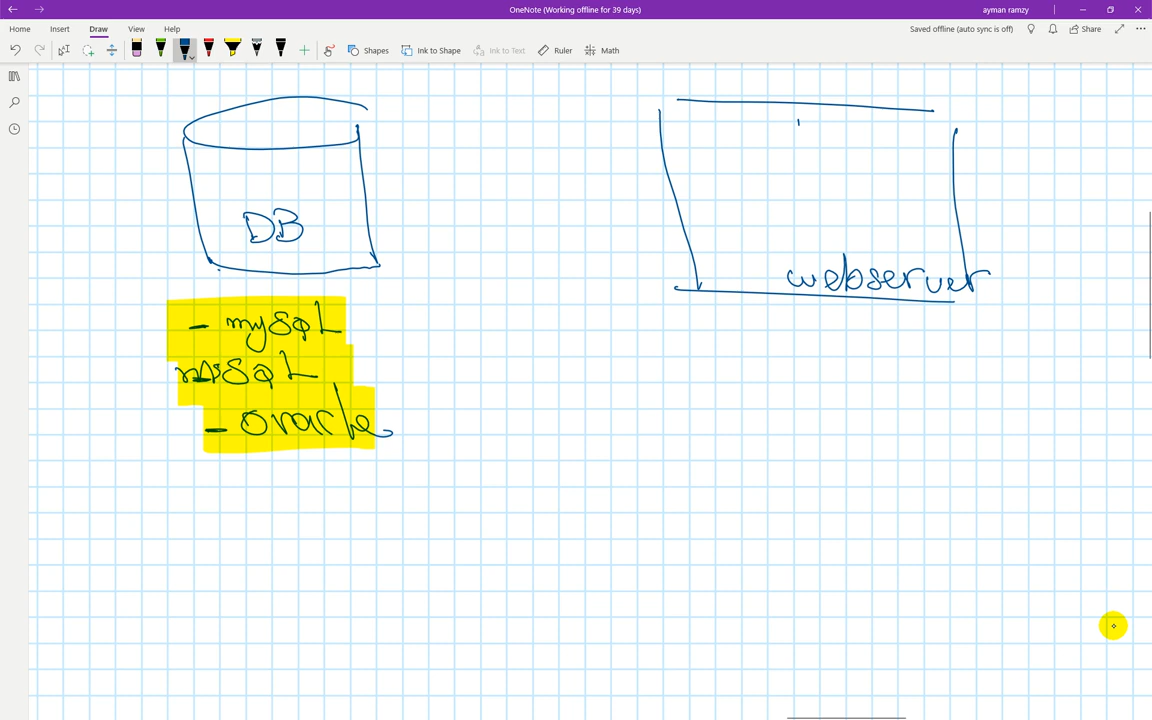 OneNote (Working offline for 39 days)
ayman ramzy
Home Insert Draw View Help
Saved offline (auto sync is off)
Share
Shapes
Ink to Shape
Ink to Text
Ruler
Math
DB
webserver
- mysqL
MSSqL
- oracle